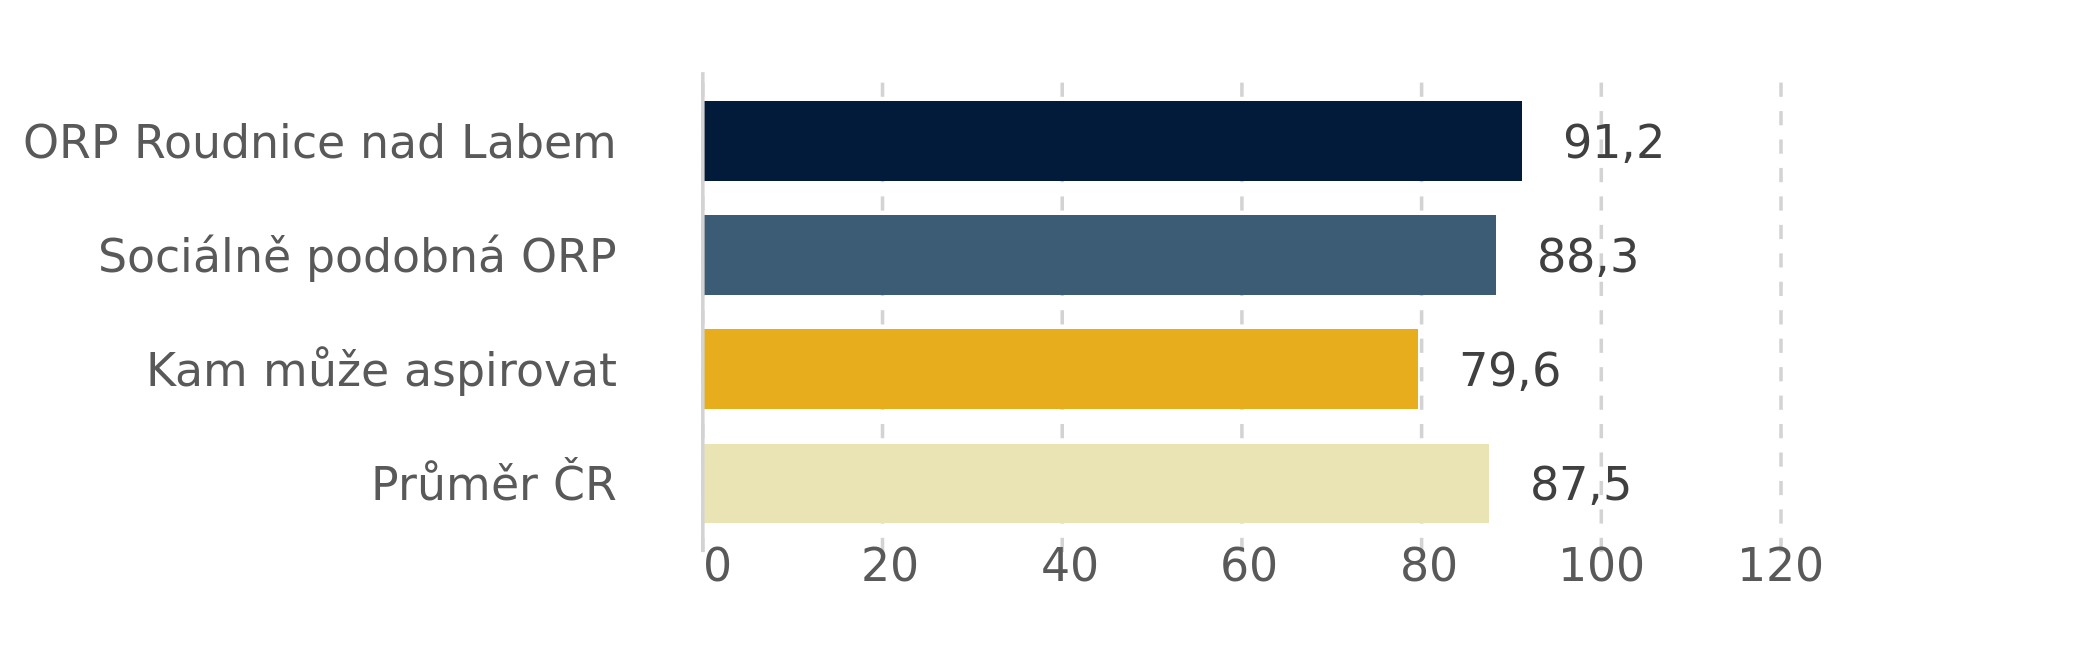 ORP Roudnice nad Labem 91,2
Sociálně podobná ORP 88,3
Kam může aspirovat 79,6
Průměr ČR 87,5
0 20 40 60 80 100 120